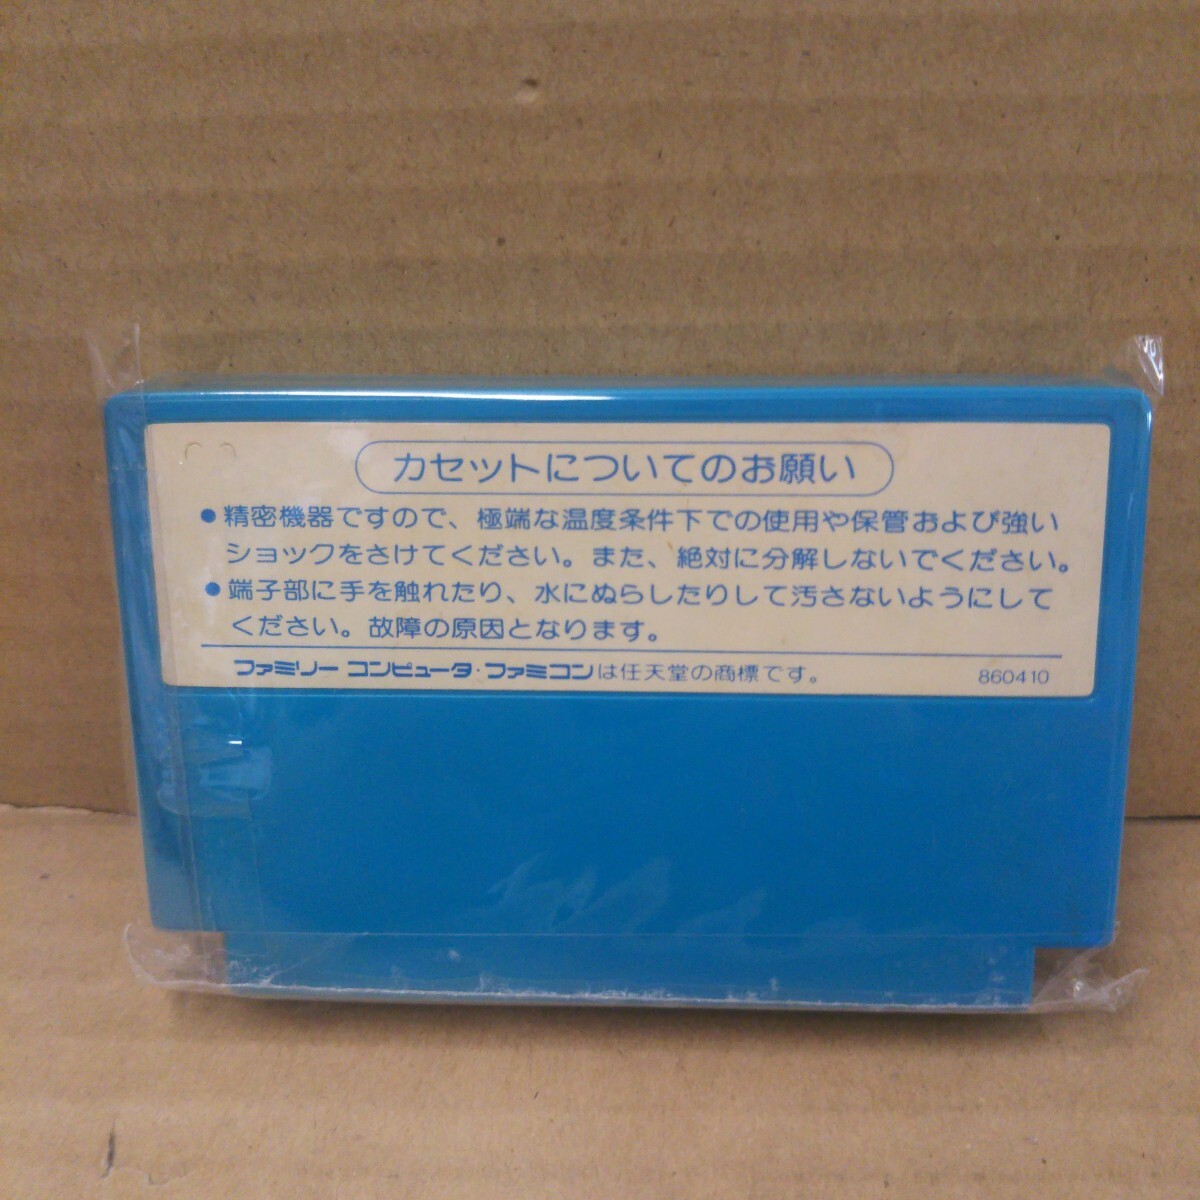 カセットについてのお願い
●精密機器ですので、極端な温度条件下での使用や保管および強い
ショックをさけてください。また、絶対に分解しないでください。
●端子部に手を触れたり、水にぬらしたりして汚さないようにして
ください。故障の原因となります。
ファミリー コンピュータ・ファミコンは任天堂の商標です。 860410